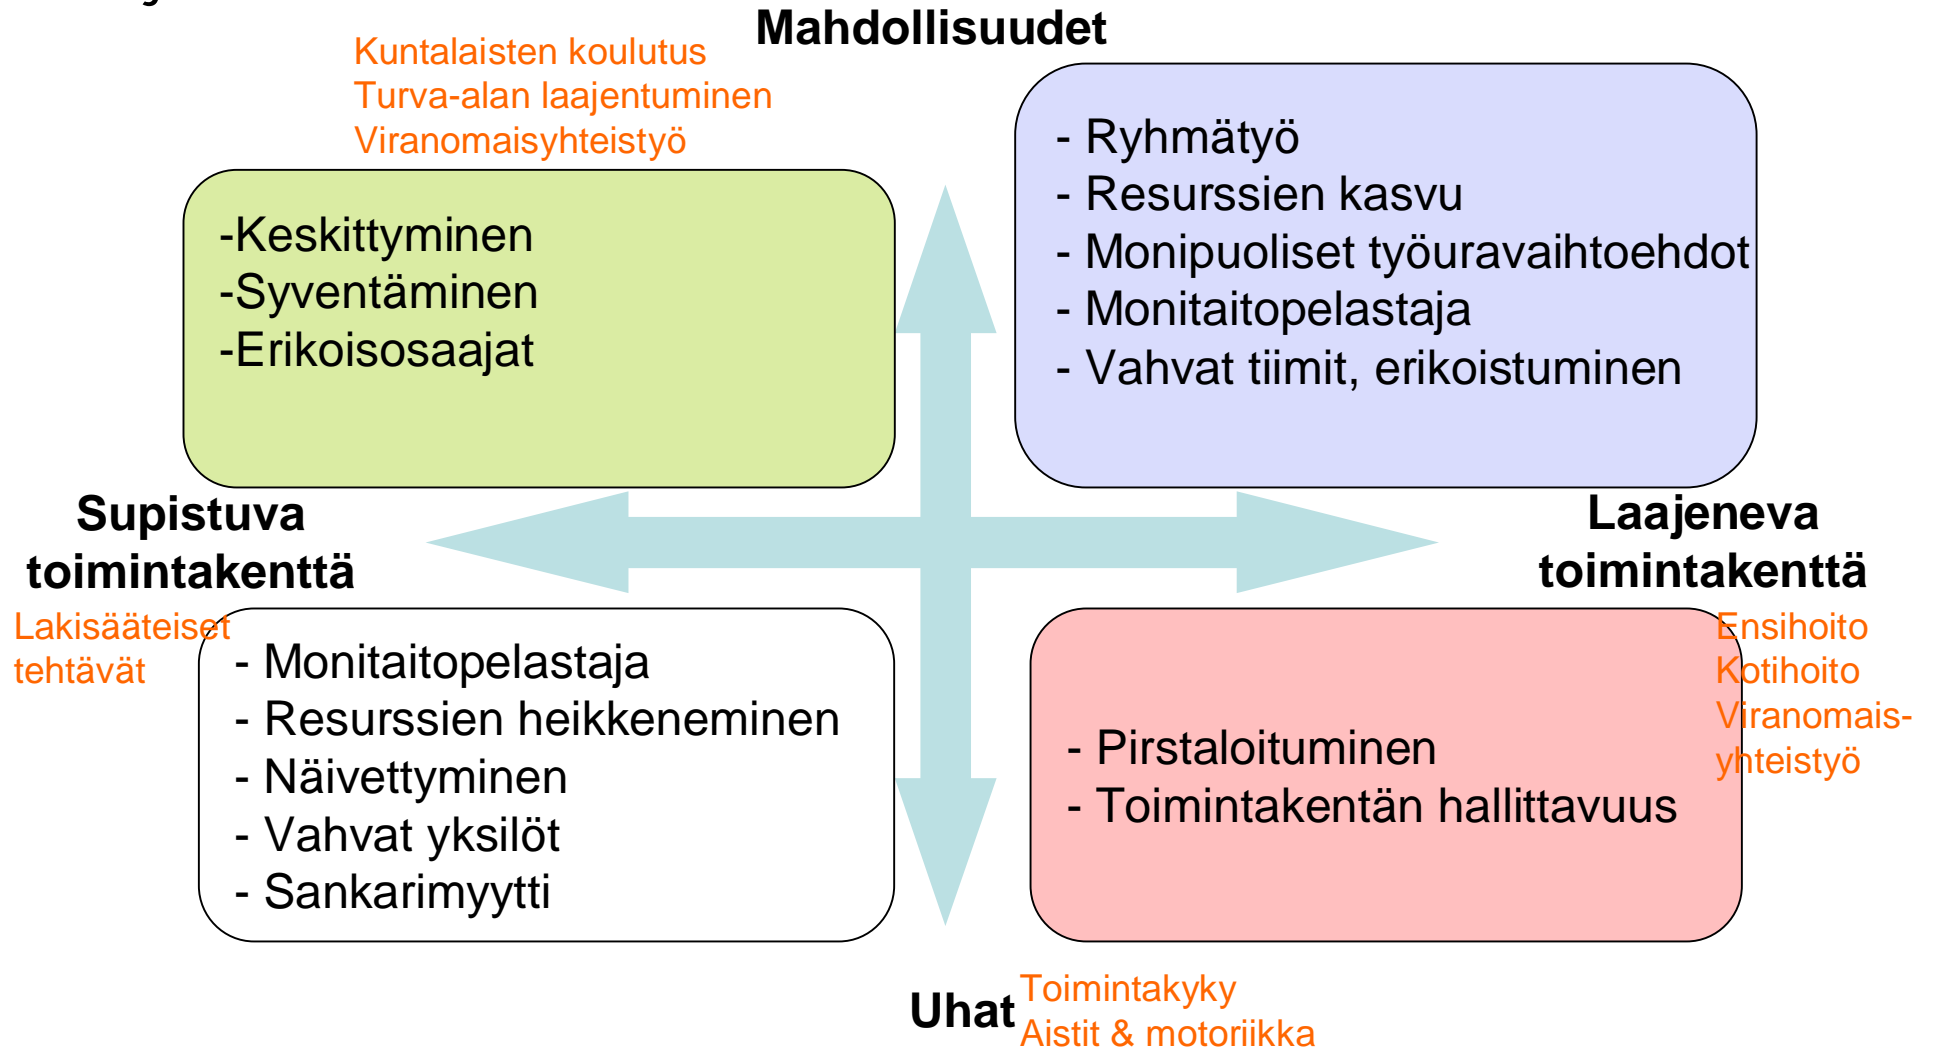 Mahdollisuudet
Kuntalaisten koulutus
Turva-alan laajentuminen
Viranomaisyhteistyö
-Keskittyminen
-Syventäminen
-Erikoisosaajat
- Ryhmätyö
- Resurssien kasvu
- Monipuoliset työuravaihtoehdot
- Monitaitopelastaja
- Vahvat tiimit, erikoistuminen
Supistuva
toimintakenttä
Lakisääteiset
tehtävät
Laajeneva
toimintakenttä
Ensihoito
Kotihoito
Viranomais-
yhteistyö
- Monitaitopelastaja
- Resurssien heikkeneminen
- Näivettyminen
- Vahvat yksilöt
- Sankarimyytti
- Pirstaloituminen
- Toimintakentän hallittavuus
Uhat
Toimintakyky
Aistit & motoriikka